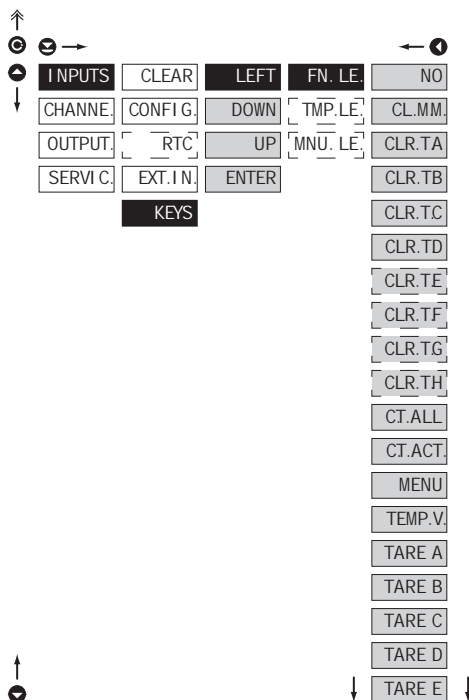 INPUTS CLEAR LEFT FN. LE. NO
CHANNE. CONFIG. DOWN TMP.LE. CL.MM.
OUTPUT. RTC UP MNU. LE. CLR.TA
SERVIC. EXT.IN. ENTER CLR.TB
KEYS CLR.T.C
CLR.TD
CLR.T.E
CLR.T.F
CLR.T.G
CLR.T.H
C.T.ALL
C.T.ACT.
MENU
TEMP.V.
TARE A
TARE B
TARE C
TARE D
TARE E